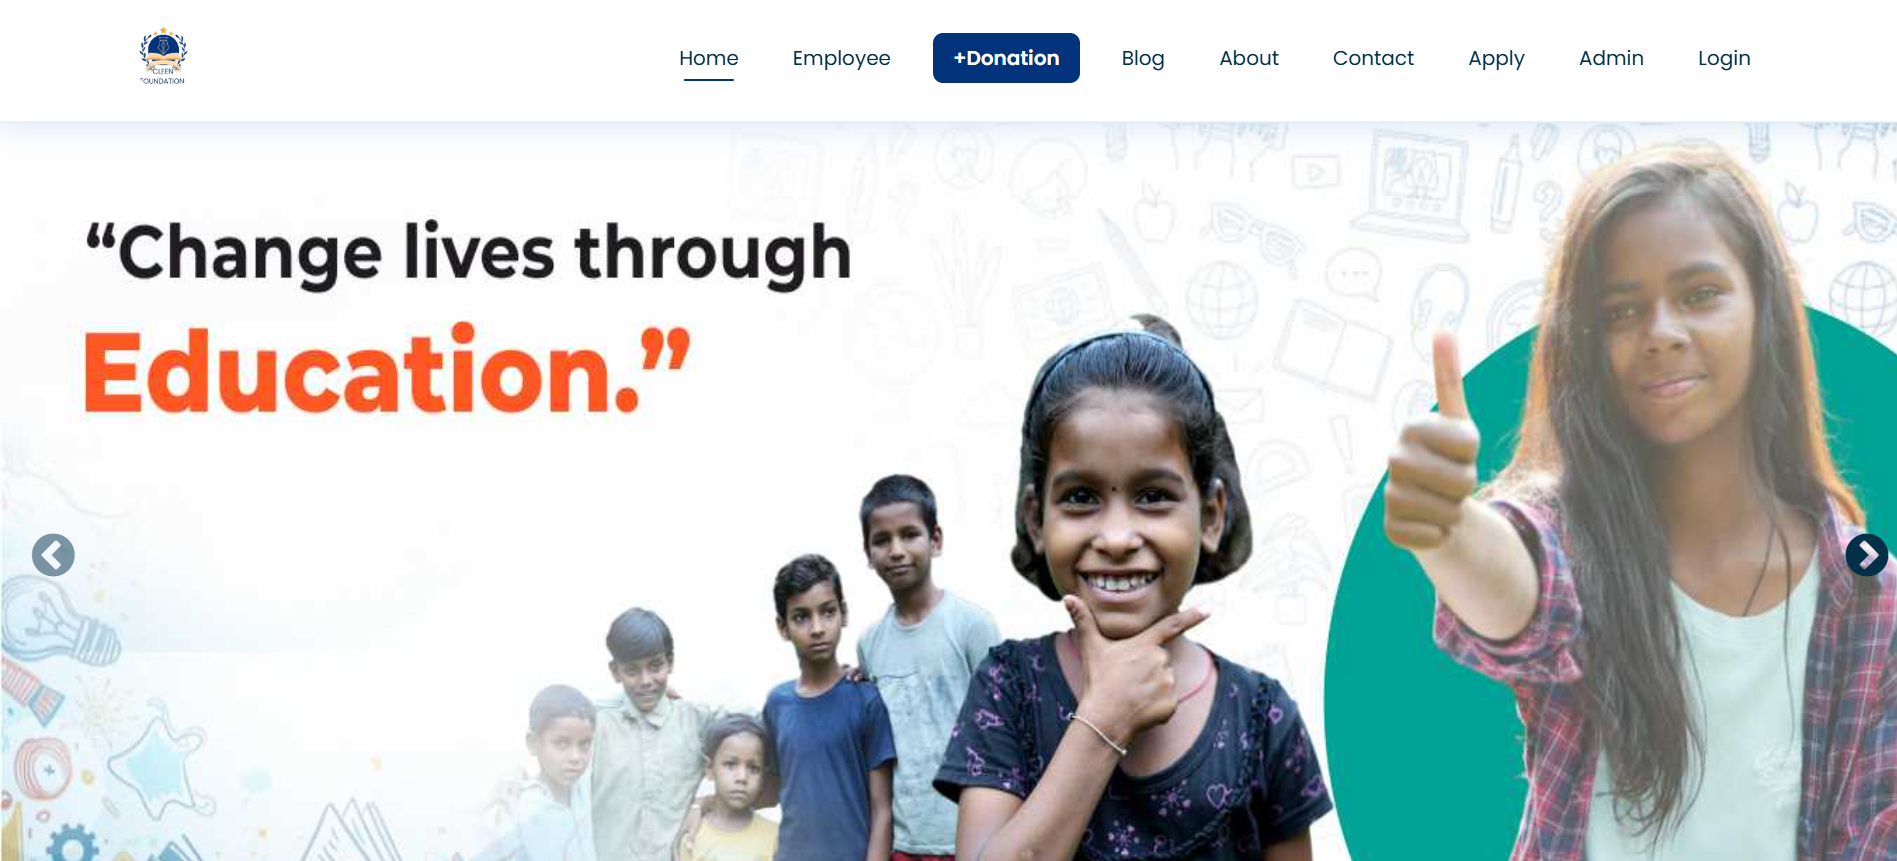 CLEEN
FOUNDATION
Home
Employee
+Donation
Blog
About
Contact
Apply
Admin
Login
“Change lives through
Education.”